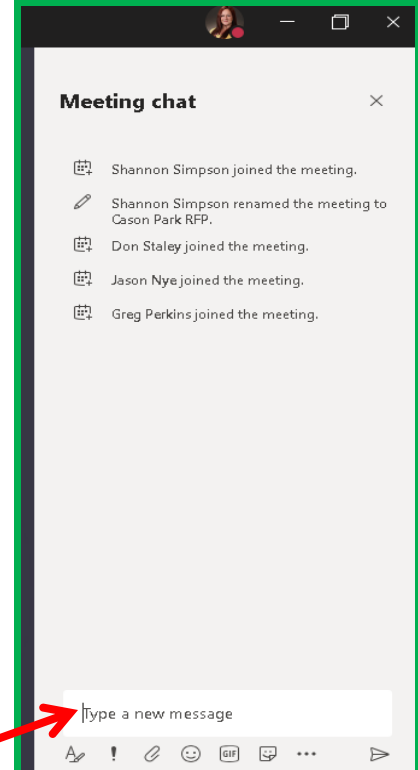 Meeting chat
Shannon Simpson joined the meeting.
Shannon Simpson renamed the meeting to
Cason Park RFP.
Don Staley joined the meeting.
Jason Nye joined the meeting.
Greg Perkins joined the meeting.
Type a new message
GIF